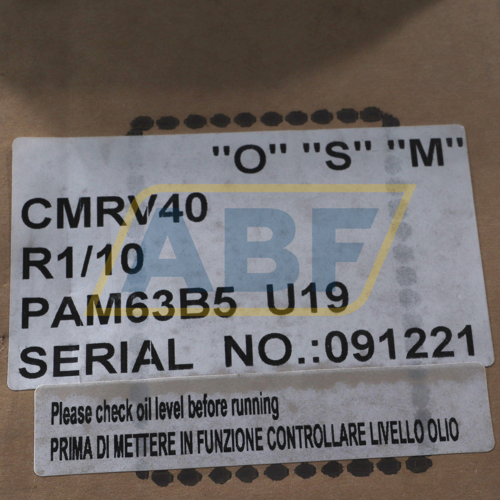 "O" "S" "M"
CMRV40
R1/10
PAM63B5 U19
SERIAL NO.:091221
ABF
Please check oil level before running
PRIMA DI METTERE IN FUNZIONE CONTROLLARE LIVELLO OLIO